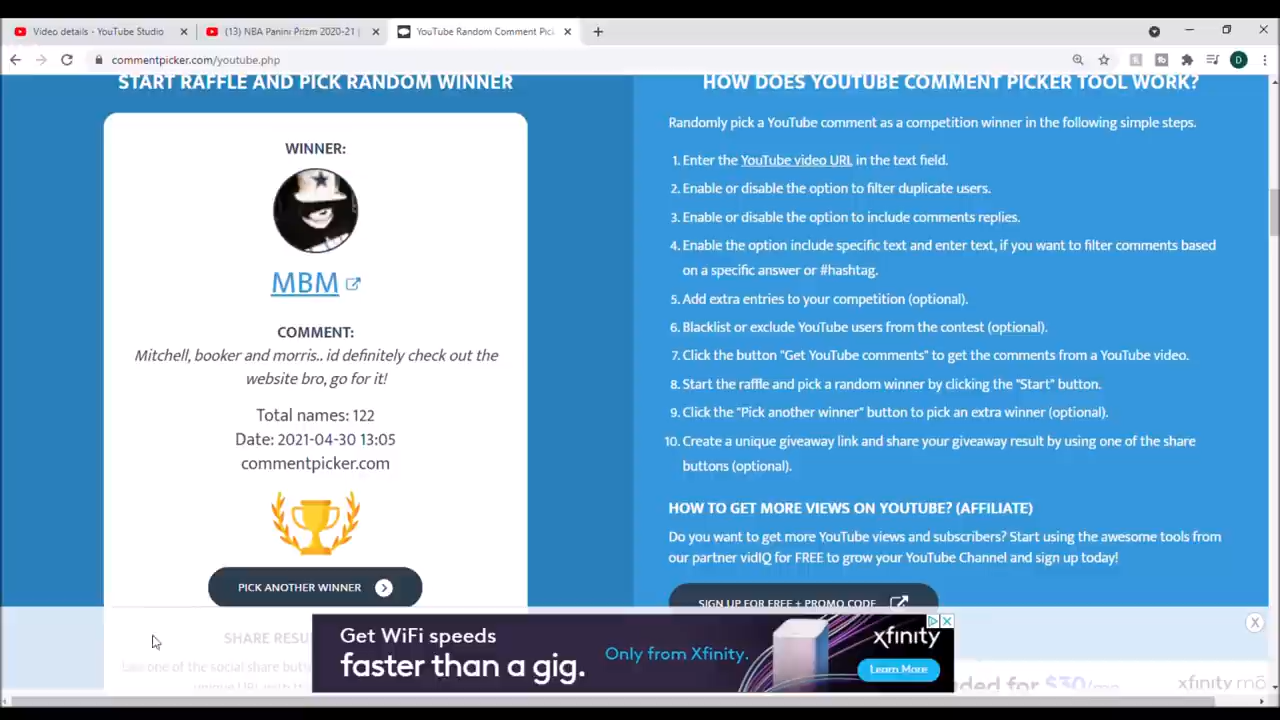 Video details - YouTube Studio
(13) NBA Panini Prizm 2020-21 |
YouTube Random Comment Pick
commentpicker.com/youtube.php
D
START RAFFLE AND PICK RANDOM WINNER
WINNER:
MBM
COMMENT:
Mitchell, booker and morris.. id definitely check out the
website bro, go for it!
Total names: 122
Date: 2021-04-30 13:05
commentpicker.com
PICK ANOTHER WINNER
SHARE RESU
HOW DOES YOUTUBE COMMENT PICKER TOOL WORK?
Randomly pick a YouTube comment as a competition winner in the following simple steps.
1. Enter the YouTube video URL in the text field.
2. Enable or disable the option to filter duplicate users.
3. Enable or disable the option to include comments replies.
4. Enable the option include specific text and enter text, if you want to filter comments based
on a specific answer or #hashtag.
5. Add extra entries to your competition (optional).
6. Blacklist or exclude YouTube users from the contest (optional).
7. Click the button "Get YouTube comments" to get the comments from a YouTube video.
8. Start the raffle and pick a random winner by clicking the "Start" button.
9. Click the "Pick another winner" button to pick an extra winner (optional).
10. Create a unique giveaway link and share your giveaway result by using one of the share
buttons (optional).
HOW TO GET MORE VIEWS ON YOUTUBE? (AFFILIATE)
Do you want to get more YouTube views and subscribers? Start using the awesome tools from
our partner vidIQ for FREE to grow your YouTube Channel and sign up today!
SIGN UP FOR FREE + PROMO CODE
Get WiFi speeds
faster than a gig.
Only from Xfinity.
xfinity
Learn More
for $30/mo